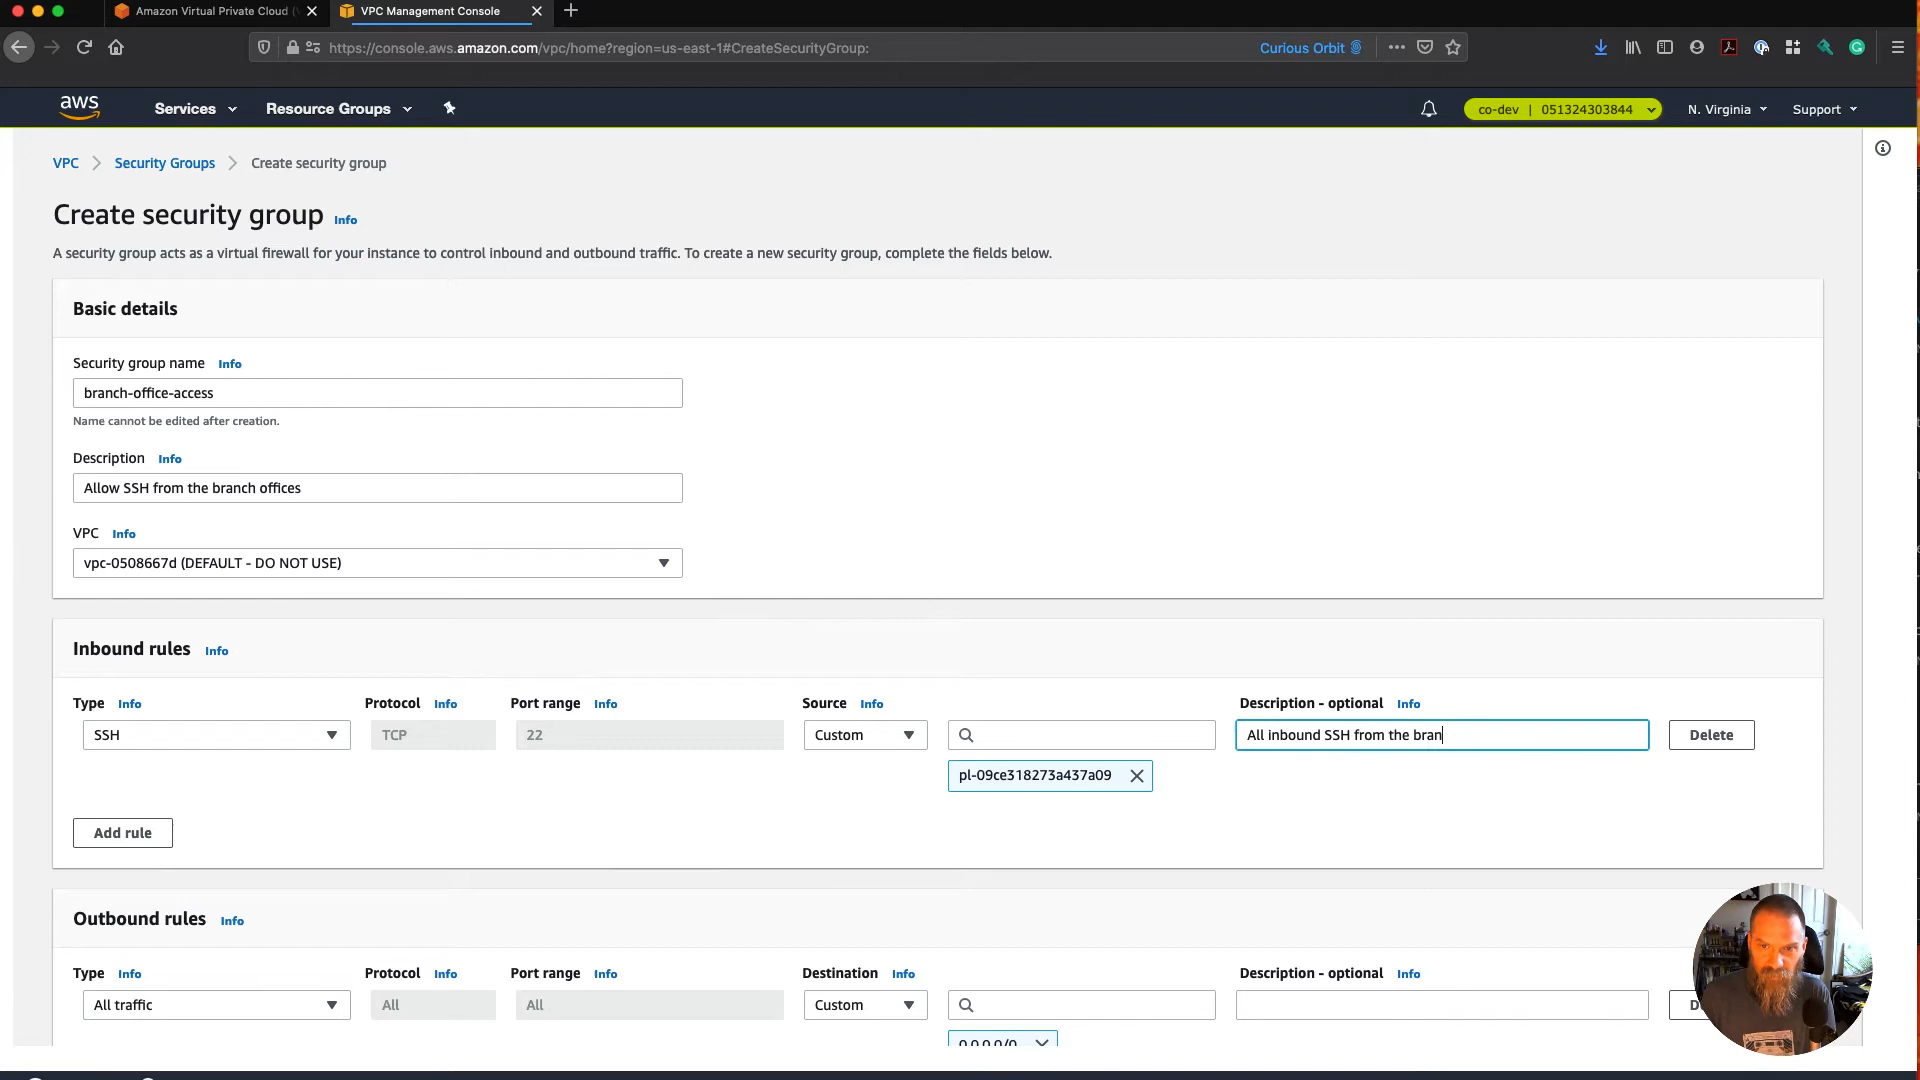 Amazon Virtual Private Cloud (
VPC Management Console
https://console.aws.amazon.com/vpc/home?region=us-east-1#CreateSecurityGroup:
Curious Orbit
aws
Services
Resource Groups
co-dev | 051324303844
N. Virginia
Support
VPC
Security Groups
Create security group
Create security group Info
A security group acts as a virtual firewall for your instance to control inbound and outbound traffic. To create a new security group, complete the fields below.
Basic details
Security group name Info
branch-office-access
Name cannot be edited after creation.
Description Info
Allow SSH from the branch offices
VPC Info
vpc-0508667d (DEFAULT - DO NOT USE)
Inbound rules Info
Type Info Protocol Info Port range Info Source Info Description - optional Info
SSH TCP 22 Custom All inbound SSH from the bran Delete
pl-09ce318273a437a09
Add rule
Outbound rules Info
Type Info Protocol Info Port range Info Destination Info Description - optional Info
All traffic All All Custom
0.0.0.0/0